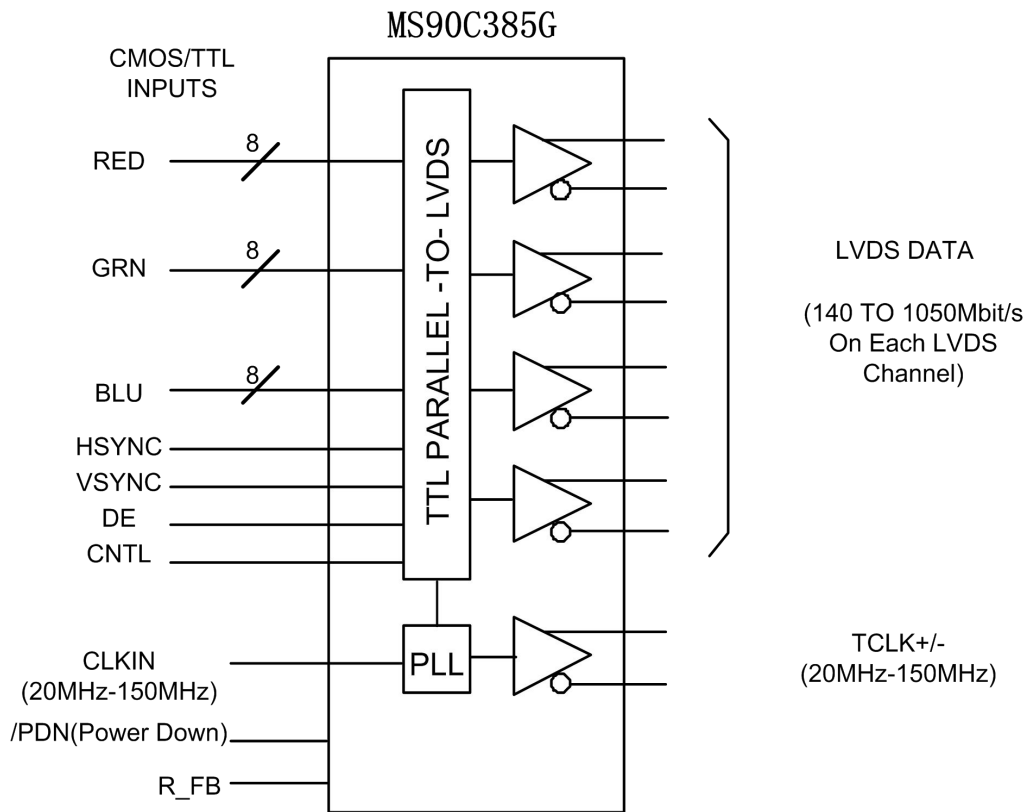 MS90C385G
CMOS/TTL
INPUTS
8
RED
8
GRN
8
BLU
HSYNC
VSYNC
DE
CNTL
CLKIN
(20MHz-150MHz)
/PDN(Power Down)
R_FB
TTL PARALLEL -TO- LVDS
PLL
LVDS DATA
(140 TO 1050Mbit/s
On Each LVDS
Channel)
TCLK+/-
(20MHz-150MHz)